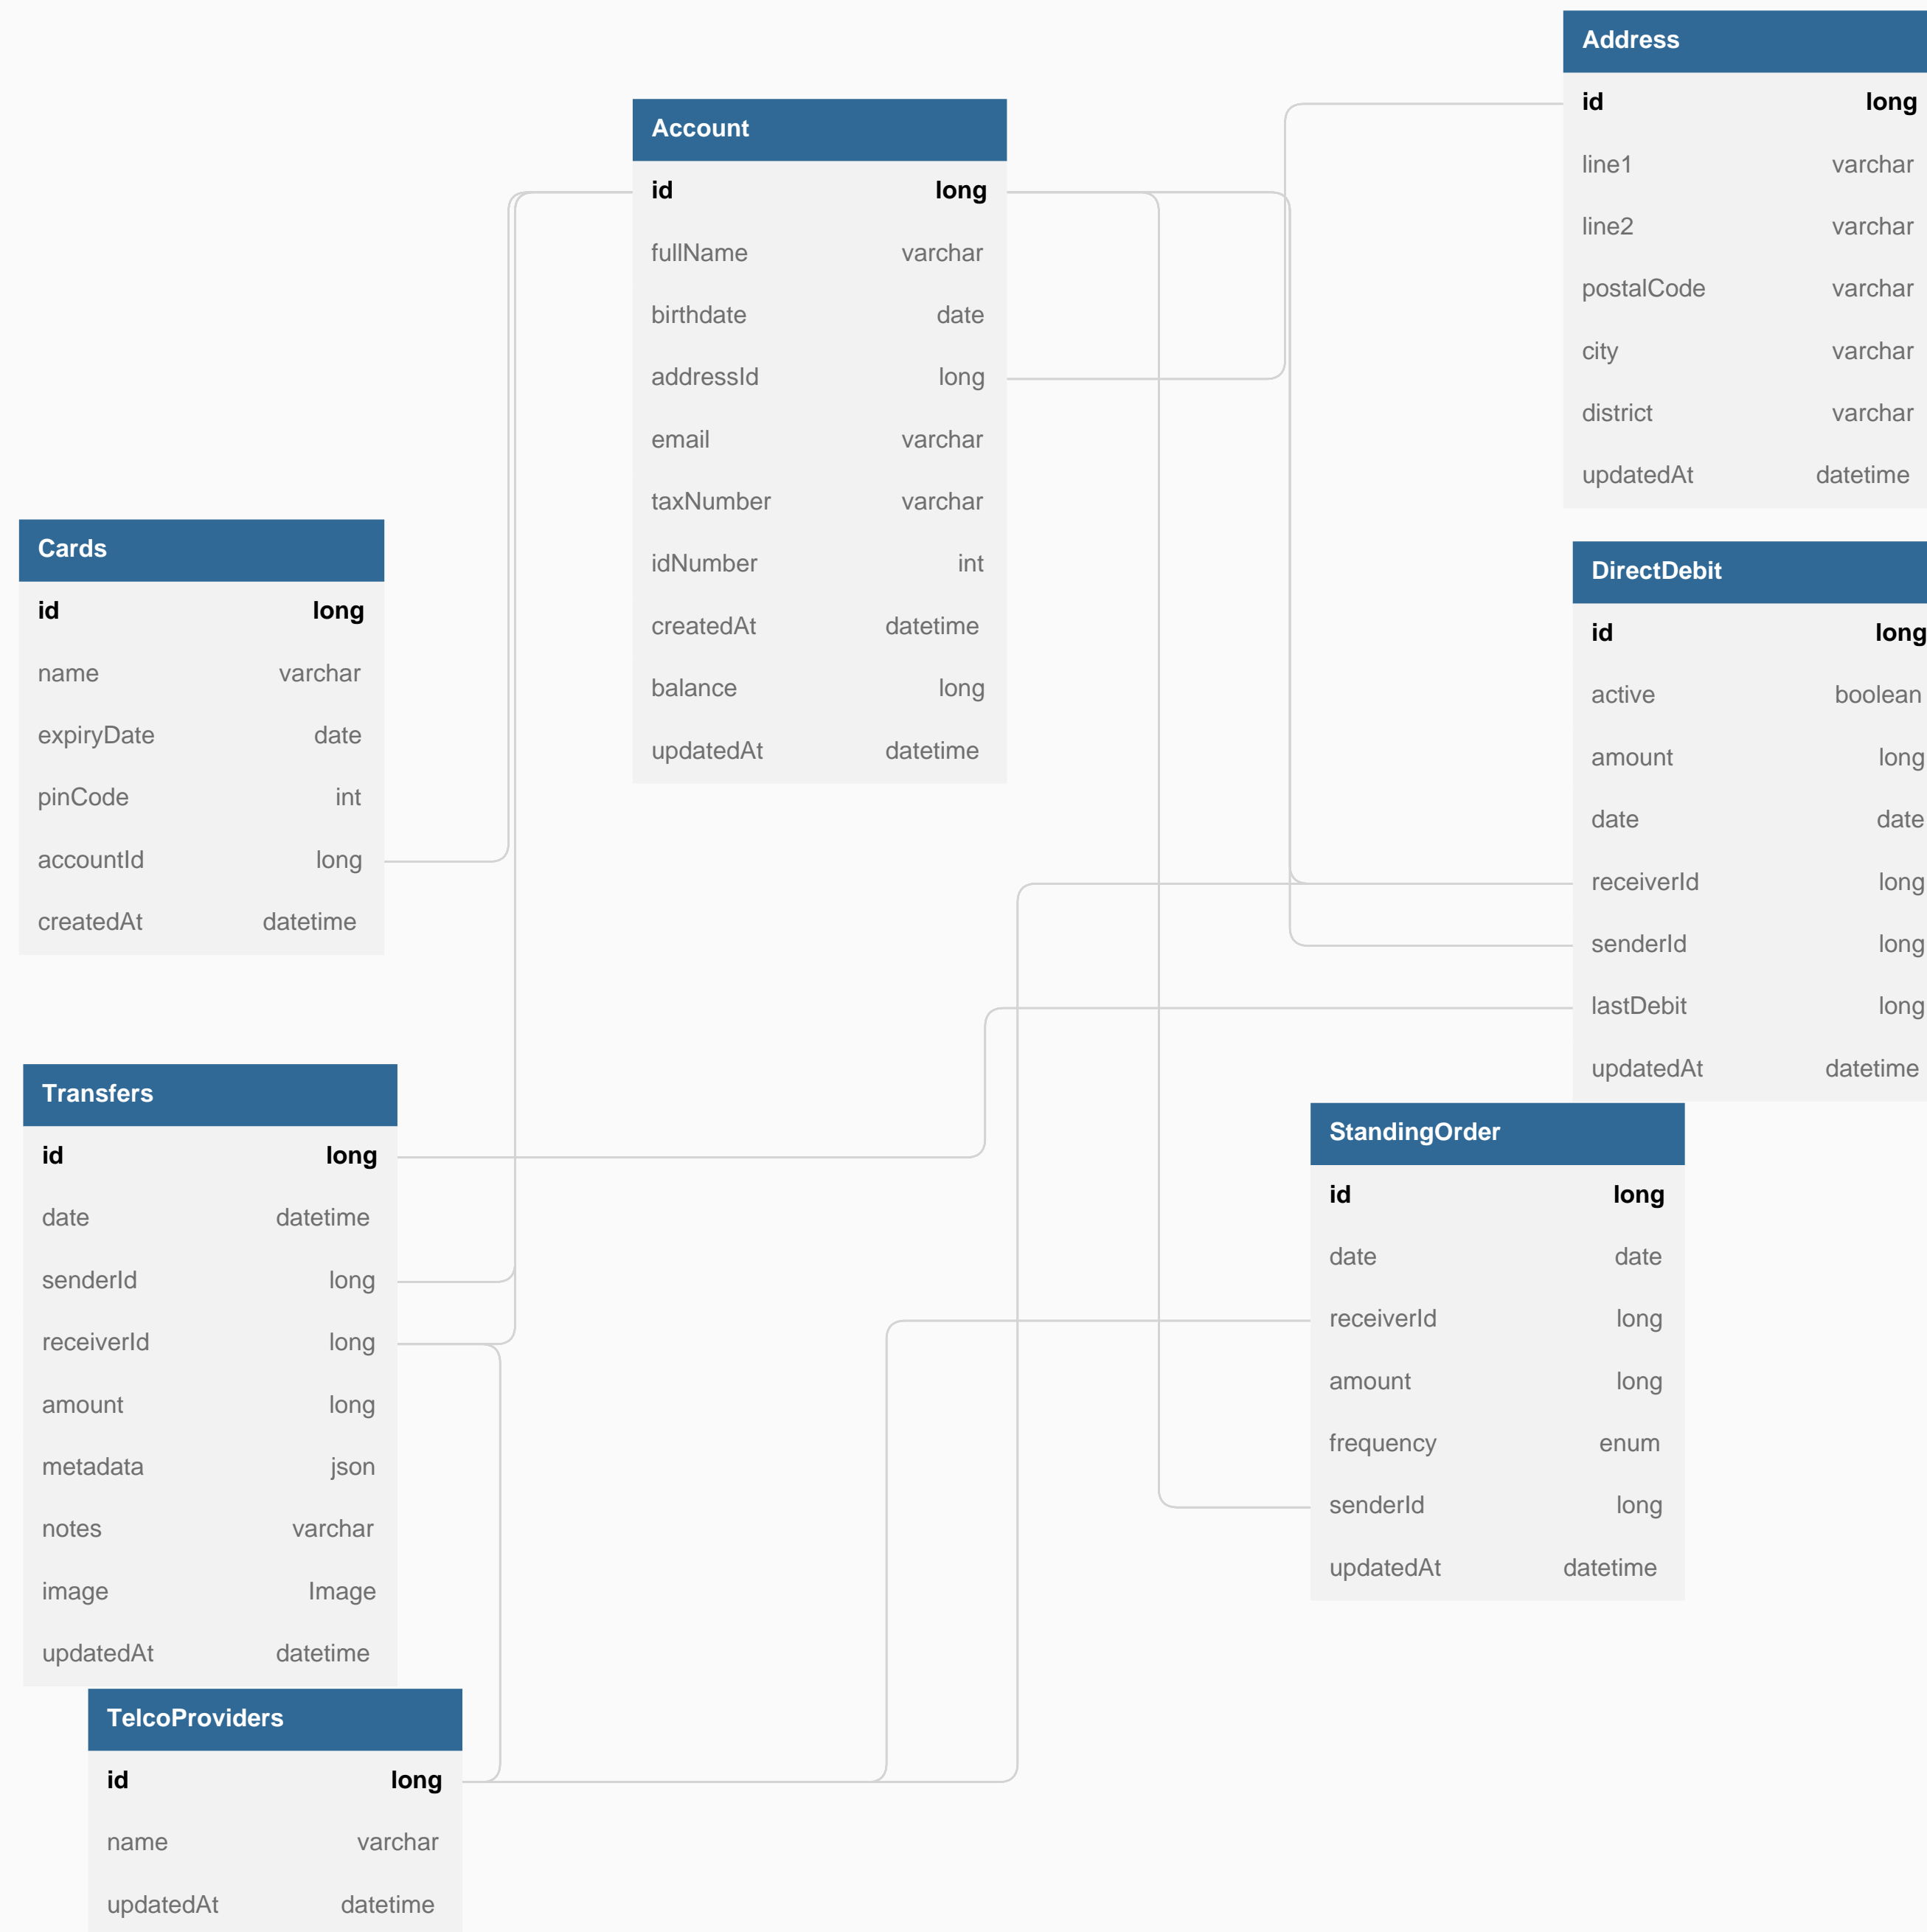 Address
id long
line1 varchar
line2 varchar
postalCode varchar
city varchar
district varchar
updatedAt datetime
Account
id long
fullName varchar
birthdate date
addressId long
email varchar
taxNumber varchar
idNumber int
createdAt datetime
balance long
updatedAt datetime
Cards
id long
name varchar
expiryDate date
pinCode int
accountId long
createdAt datetime
DirectDebit
id long
active boolean
amount long
date date
receiverId long
senderId long
lastDebit long
updatedAt datetime
Transfers
id long
date datetime
senderId long
receiverId long
amount long
metadata json
notes varchar
image Image
updatedAt datetime
StandingOrder
id long
date date
receiverId long
amount long
frequency enum
senderId long
updatedAt datetime
TelcoProviders
id long
name varchar
updatedAt datetime